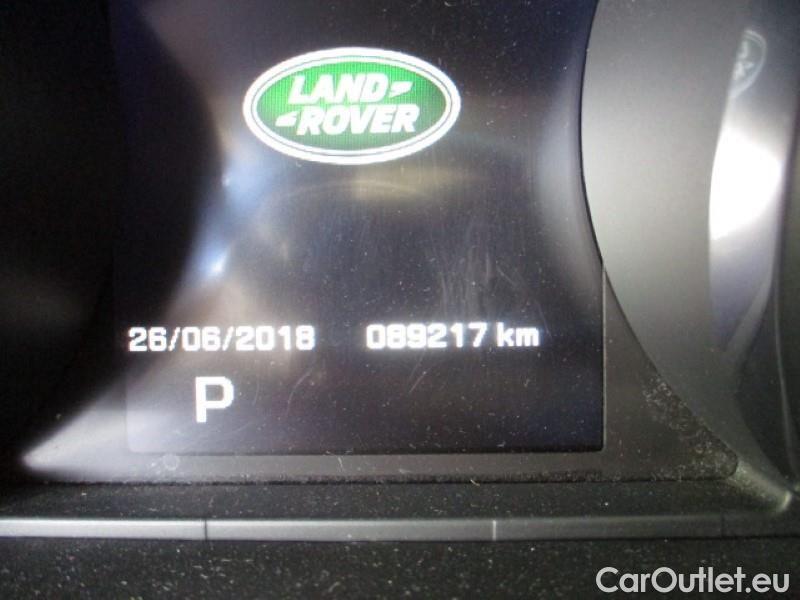 LAND
ROVER
26/06/2018 089217 km
P
CarOutlet.eu